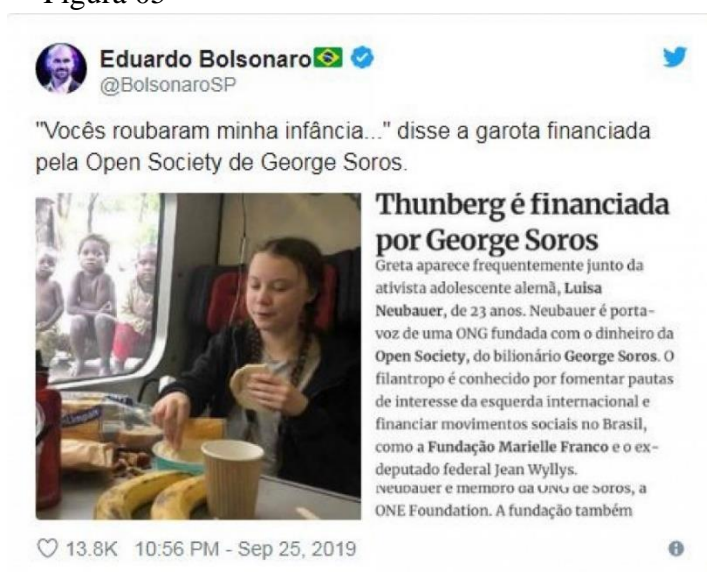 Figura 03
Eduardo Bolsonaro
@BolsonaroSP
"Vocês roubaram minha infância..." disse a garota financiada
pela Open Society de George Soros.
Thunberg é financiada
por George Soros
Greta aparece frequentemente junto da
ativista adolescente alemã, Luisa
Neubauer, de 23 anos. Neubauer é porta-
voz de uma ONG fundada com o dinheiro da
Open Society, do bilionário George Soros. O
filantropo é conhecido por fomentar pautas
de interesse da esquerda internacional e
financiar movimentos sociais no Brasil,
como a Fundação Marielle Franco e o ex-
deputado federal Jean Wyllys.
Neubauer é membro da ONG de Soros, a
ONE Foundation. A fundação também
13.8K 10:56 PM - Sep 25, 2019